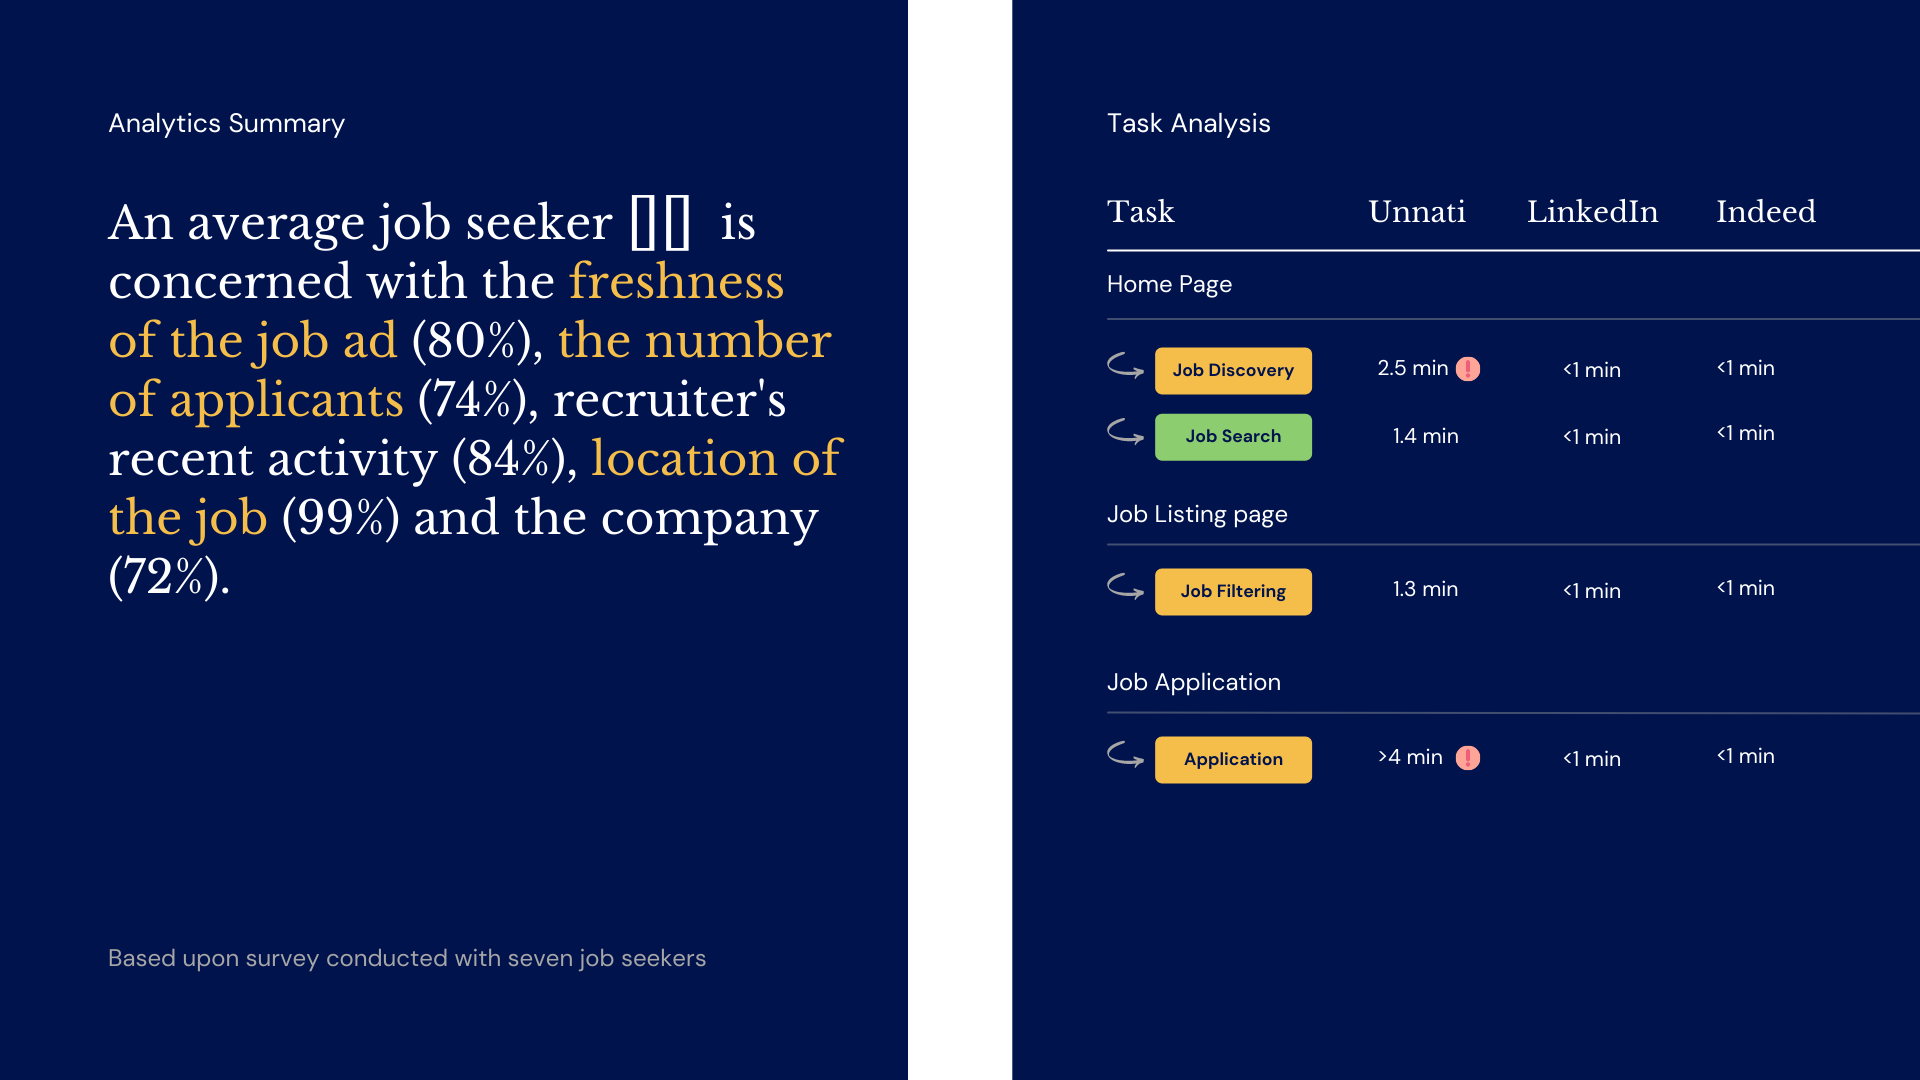 Analytics Summary
An average job seeker is
concerned with the freshness
of the job ad (80%), the number
of applicants (74%), recruiter's
recent activity (84%), location of
the job (99%) and the company
(72%).
Based upon survey conducted with seven job seekers
Task Analysis
Task Unnati LinkedIn Indeed
Home Page
Job Discovery 2.5 min <1 min <1 min
Job Search 1.4 min <1 min <1 min
Job Listing page
Job Filtering 1.3 min <1 min <1 min
Job Application
Application >4 min <1 min <1 min